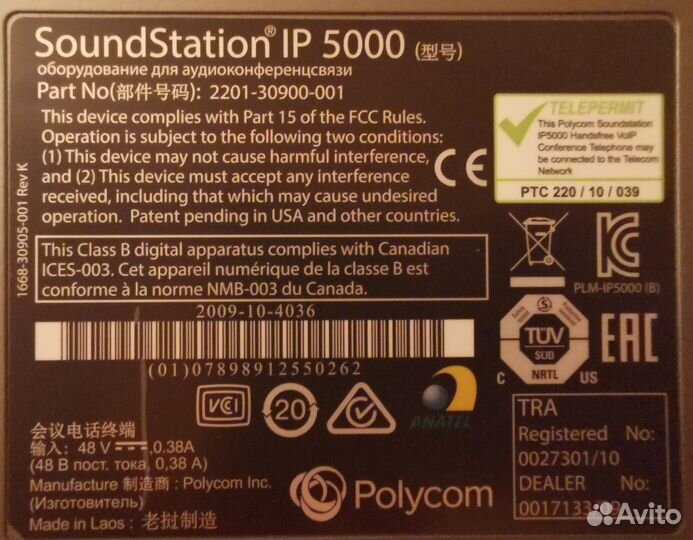 SoundStation® IP 5000 (型号)
оборудование для аудиоконференцсвязи
Part No(部件号码): 2201-30900-001
This device complies with Part 15 of the FCC Rules.
Operation is subject to the following two conditions:
(1) This device may not cause harmful interference,
and (2) This device must accept any interference
received, including that which may cause undesired
operation. Patent pending in USA and other countries.
CE
TELEPERMIT
This Polycom Soundstation
IP5000 Handsfree VoIP
Conference Telephone may
be connected to the Telecom
Network
PTC 220 / 10 / 039
1668-30905-001 Rev K
This Class B digital apparatus complies with Canadian
ICES-003. Cet appareil numérique de la classe B est
conforme à la norme NMB-003 du Canada.
PLM-IP5000 (B)
2009-10-4036
(01)07898912550262
TÜV
SÜD
C NRTL US
EAC
VCI
20
ANATEL
TRA
Registered No:
0027301/10
DEALER No:
会议电话终端
输入: 48 V ,0.38A
(48 В пост. тока, 0,38 А)
Manufacture 制造商 : Polycom Inc.
(Изготовитель)
Made in Laos : 老挝制造
Polycom
Avito